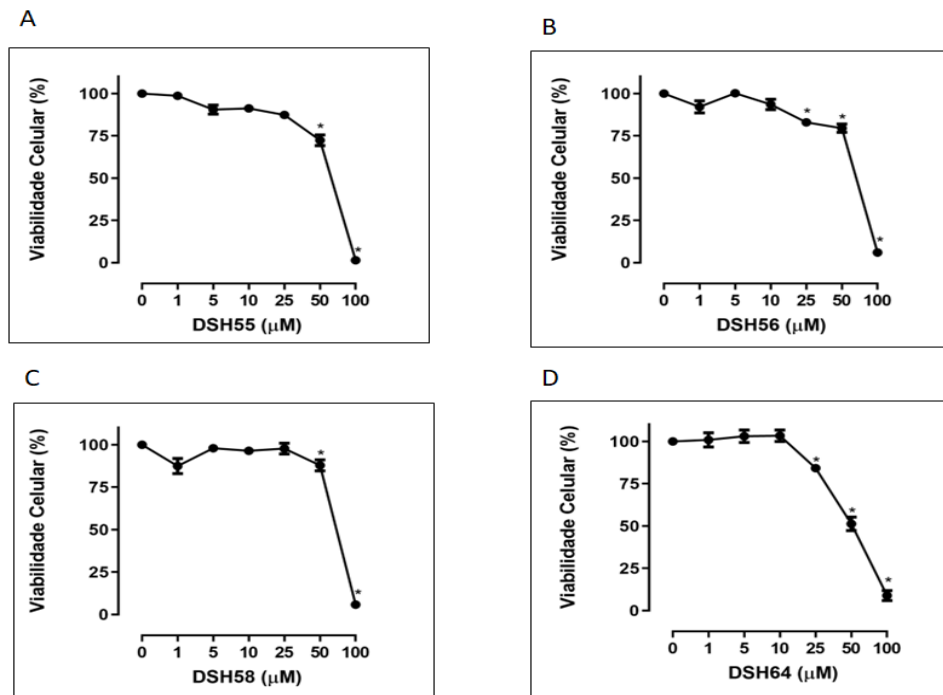 A
Viabilidade Celular (%)
100
75
50
25
0
*
*
0 1 5 10 25 50 100
DSH55 (μM)
B
Viabilidade Celular (%)
100
75
50
25
0
* *
*
0 1 5 10 25 50 100
DSH56 (μM)
C
Viabilidade Celular (%)
100
75
50
25
0
*
*
0 1 5 10 25 50 100
DSH58 (μM)
D
Viabilidade Celular (%)
100
75
50
25
0
*
*
*
0 1 5 10 25 50 100
DSH64 (μM)